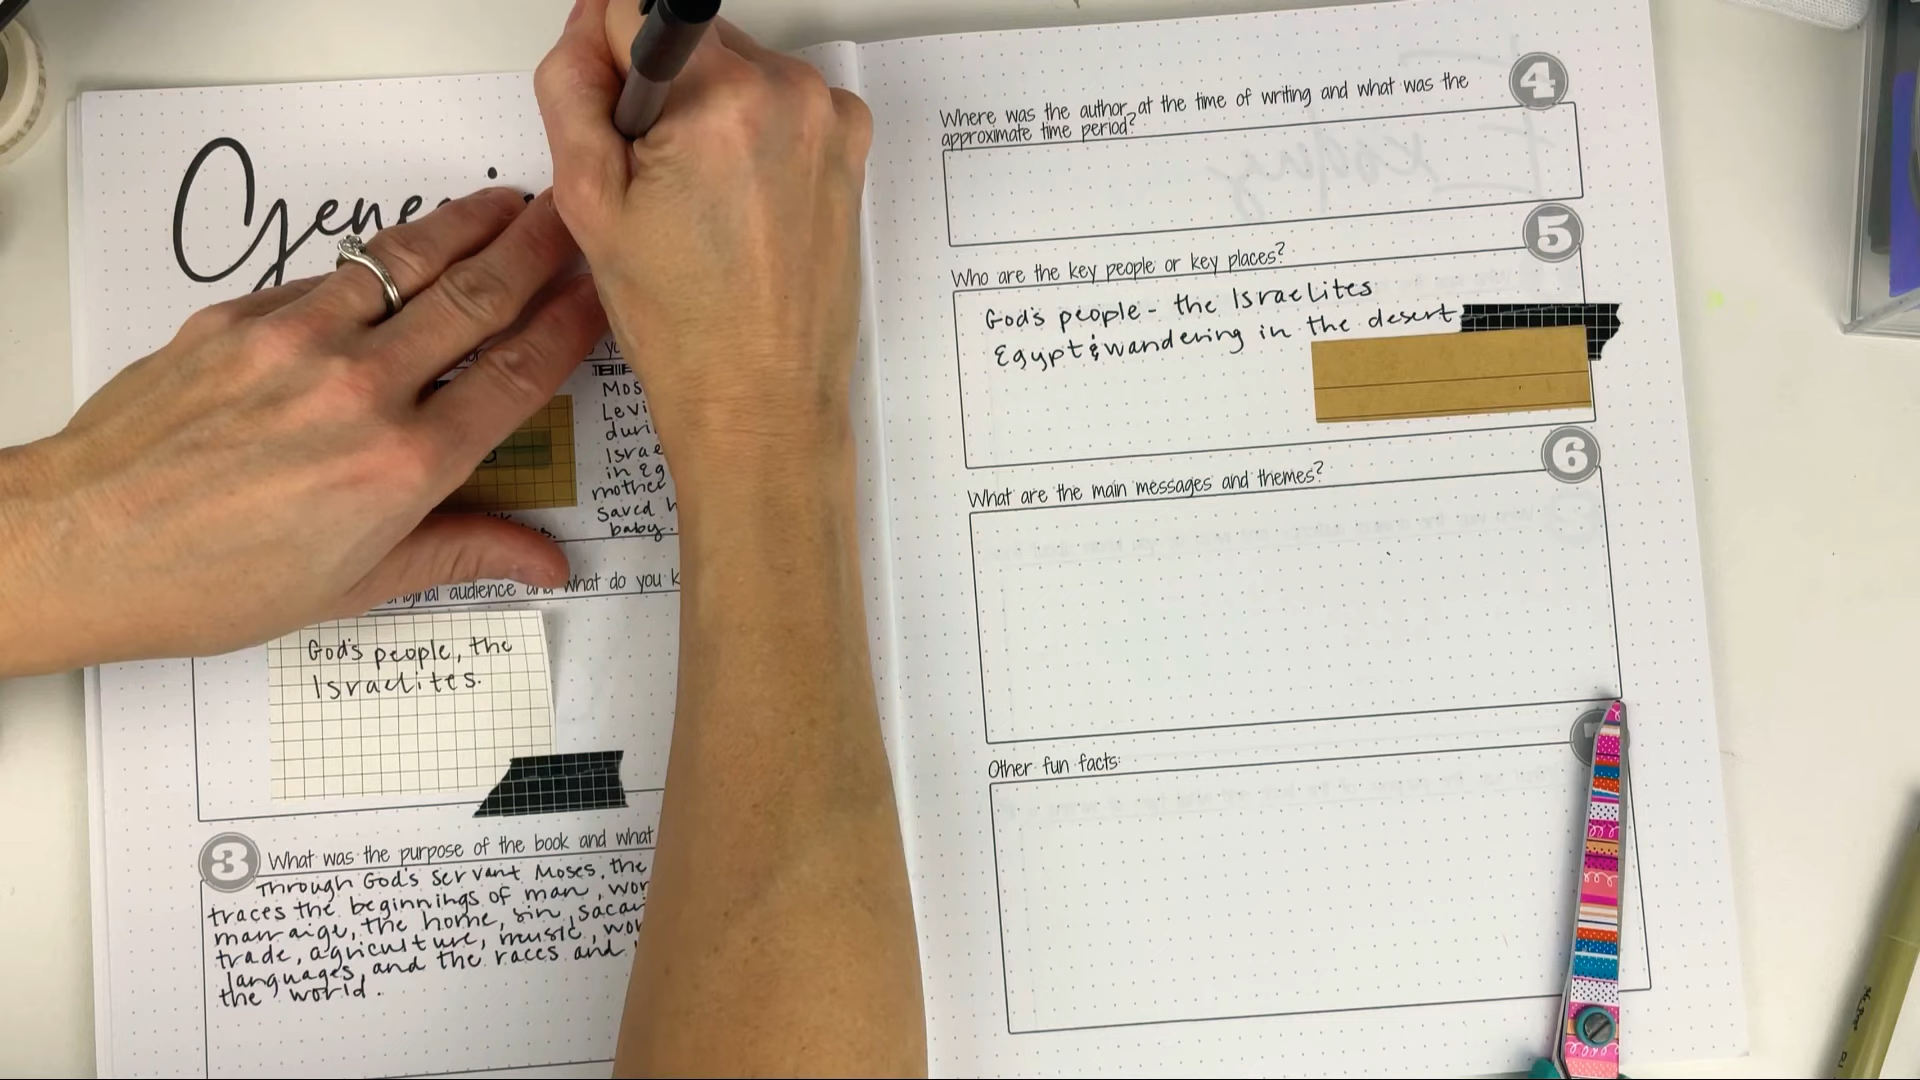 Mos
Levi
duri
Israe
in Eg
mother
saved h
baby.
original audience and what do you k
God's people, the
Israelites.
3 What was the purpose of the book and what
Through God's servant Moses, the
traces the beginnings of man, wor
marraige, the home, sin, sacari
trade, agriculture, music, wor
languages, and the races and
the world.
4
Where was the author at the time of writing and what was the
approximate time period?
5
Who are the key people or key places?
God's people - the Israelites
Egypt & wandering in the desert
6
What are the main messages and themes?
Other fun facts: